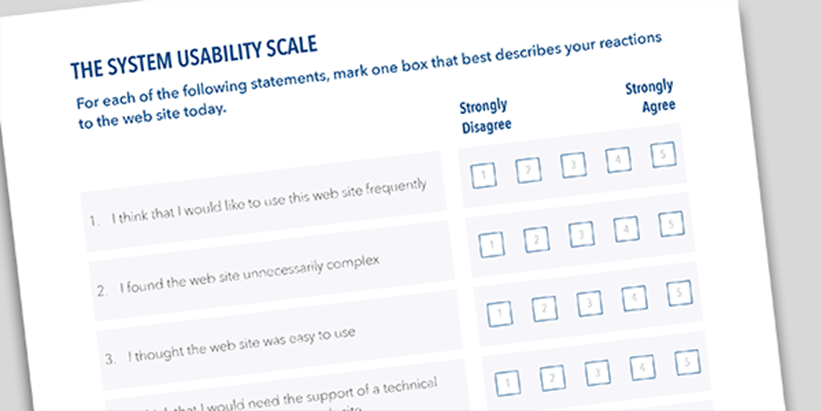 THE SYSTEM USABILITY SCALE
For each of the following statements, mark one box that best describes your reactions
to the web site today.
Strongly
Disagree
Strongly
Agree
1. I think that I would like to use this web site frequently
1 2 3 4 5
2. I found the web site unnecessarily complex
1 2 3 4 5
3. I thought the web site was easy to use
1 2 3 4 5
that I would need the support of a technical
1 2 3 4 5